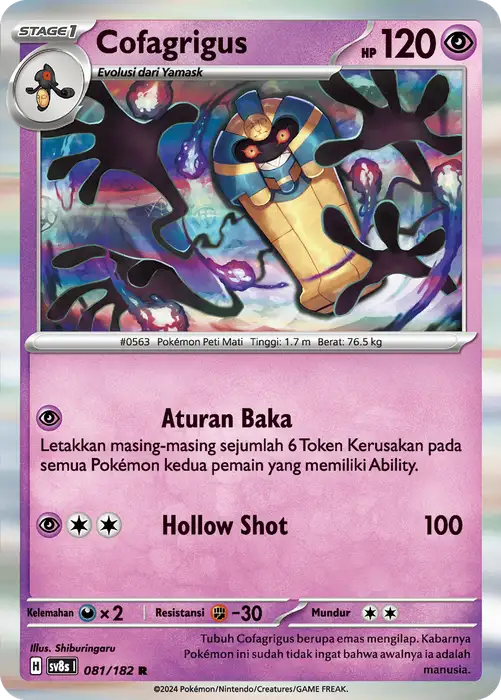 STAGE1 Cofagrigus HP 120
Evolusi dari Yamask
#0563 Pokémon Peti Mati Tinggi: 1.7 m Berat: 76.5 kg
Aturan Baka
Letakkan masing-masing sejumlah 6 Token Kerusakan pada
semua Pokémon kedua pemain yang memiliki Ability.
Hollow Shot 100
Kelemahan ×2 Resistansi -30 Mundur
Illus. Shiburingaru
Tubuh Cofagrigus berupa emas mengilap. Kabarnya
Pokémon ini sudah tidak ingat bahwa awalnya ia adalah
manusia.
H sv8s I 081/182 R
©2024 Pokémon/Nintendo/Creatures/GAME FREAK.